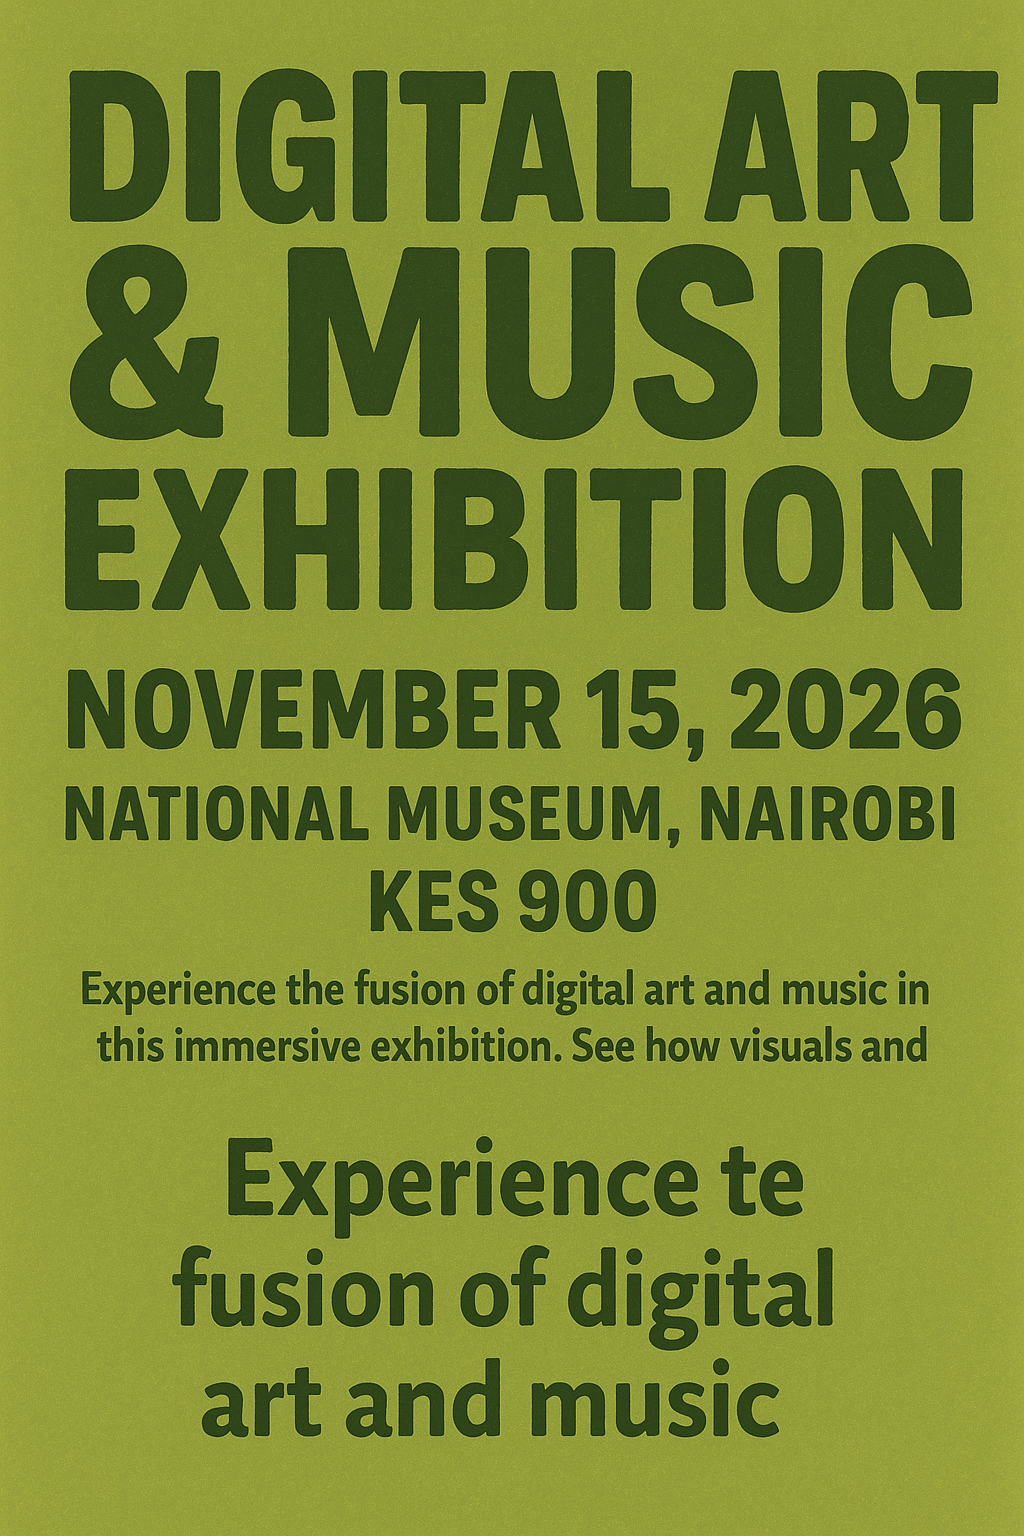 DIGITAL ART
& MUSIC
EXHIBITION
NOVEMBER 15, 2026
NATIONAL MUSEUM, NAIROBI
KES 900
Experience the fusion of digital art and music in
this immersive exhibition. See how visuals and
Experience te
fusion of digital
art and music